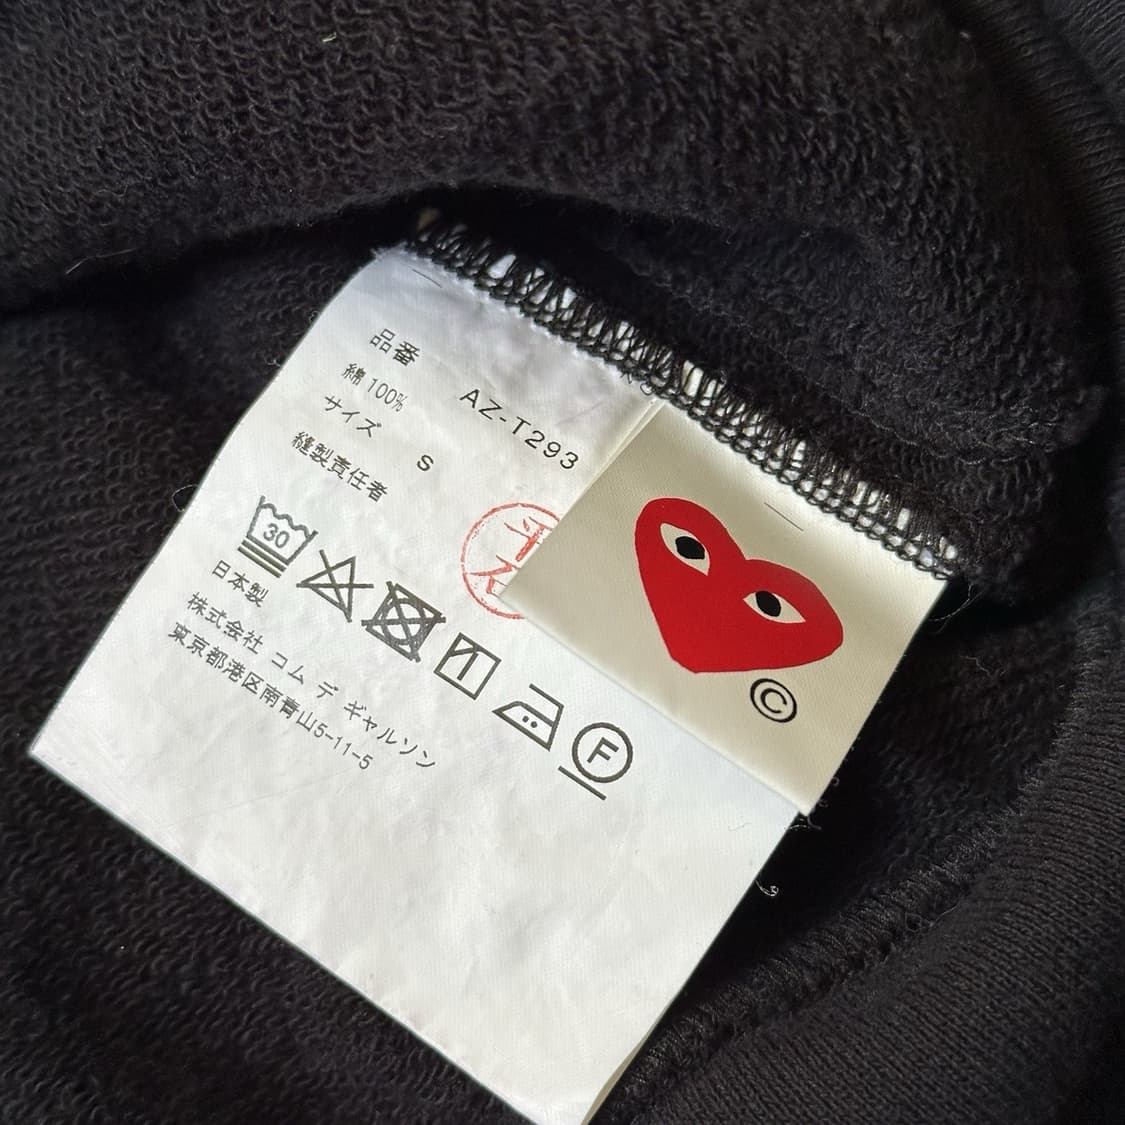 品番 AZ-T293
綿 100%
サイズ S
縫製責任者
30
日本製
株式会社 コム デ ギャルソン
東京都港区南青山5-11-5
F
©